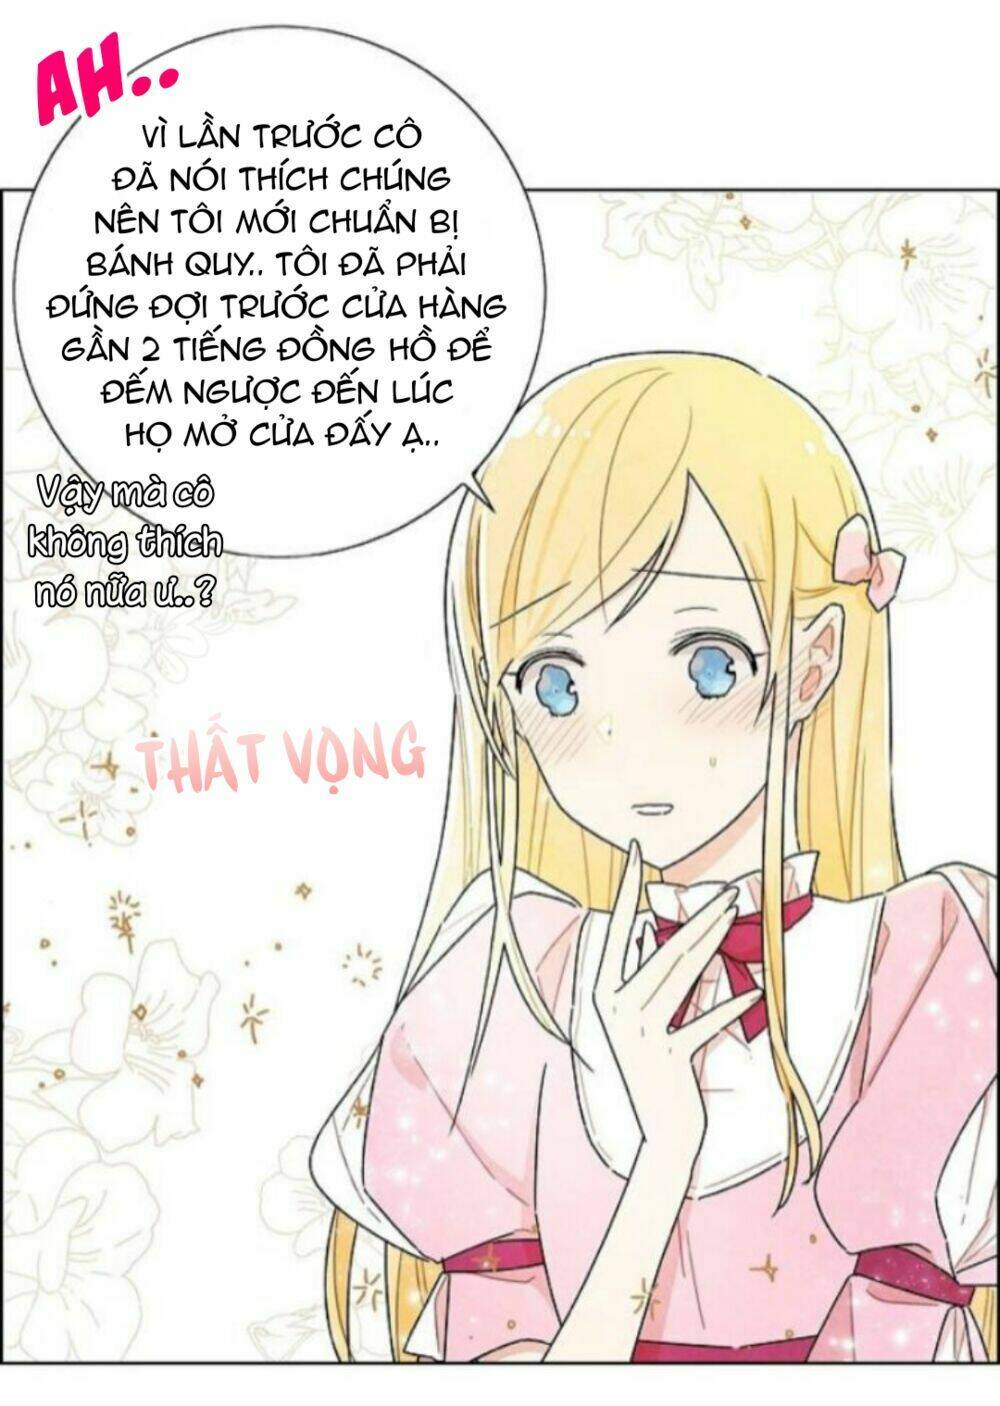 AH..
VÌ LẦN TRƯỚC CÔ
ĐÃ NÓI THÍCH CHÚNG
NÊN TÔI MỚI CHUẨN BỊ
BÁNH QUY.. TÔI ĐÃ PHẢI
ĐỨNG ĐỢI TRƯỚC CỬA HÀNG
GẦN 2 TIẾNG ĐỒNG HỒ ĐỂ
ĐẾM NGƯỢC ĐẾN LÚC
HỌ MỞ CỬA ĐẤY Ạ..
Vậy mà cô
không thích
nó nữa ư..?
THẤT VỌNG